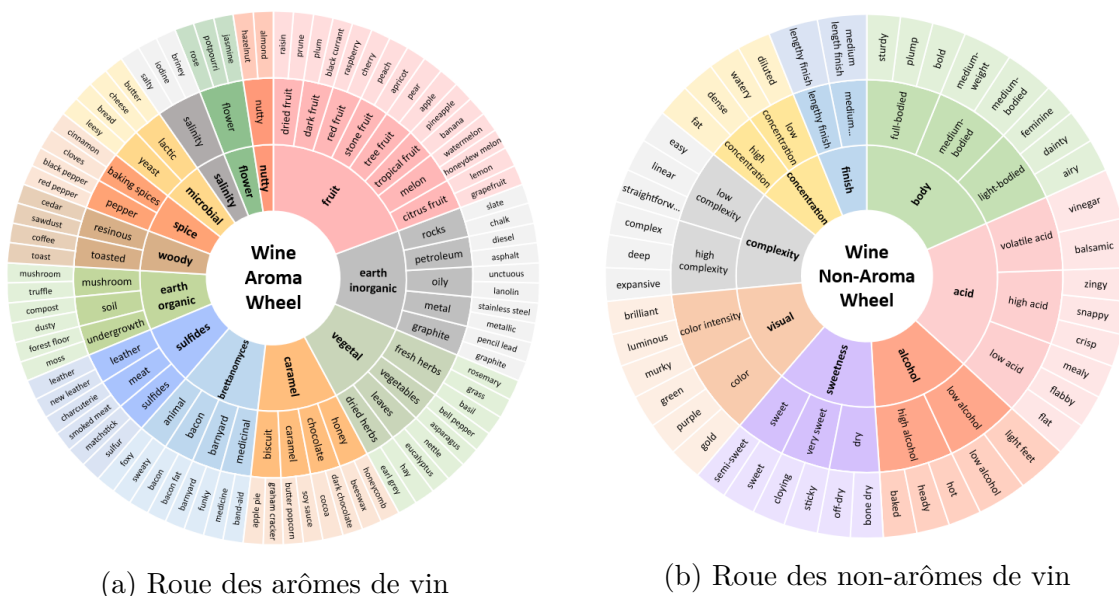 Wine
Aroma
Wheel
fruit
dried fruit
raisin
prune
dark fruit
plum
black currant
red fruit
raspberry
cherry
stone fruit
peach
apricot
tree fruit
pear
apple
tropical fruit
pineapple
banana
melon
watermelon
honeydew melon
citrus fruit
lemon
grapefruit
earth
inorganic
rocks
slate
chalk
petroleum
diesel
asphalt
oily
unctuous
lanolin
metal
stainless steel
metallic
graphite
pencil lead
graphite
vegetal
fresh herbs
rosemary
grass
basil
vegetables
bell pepper
asparagus
leaves
nettle
eucalyptus
dried herbs
hay
earl grey
caramel
honey
honeycomb
beeswax
chocolate
dark chocolate
cocoa
caramel
soy sauce
butter popcorn
biscuit
graham cracker
apple pie
brettanomyces
medicinal
band-aid
medicine
barnyard
funky
barnyard
bacon
bacon fat
bacon
animal
sweaty
foxy
sulfides
sulfides
sulfur
matchstick
meat
smoked meat
charcuterie
leather
new leather
leather
earth
organic
undergrowth
moss
forest floor
soil
dusty
compost
mushroom
truffle
mushroom
woody
toasted
toast
coffee
resinous
sawdust
cedar
spice
pepper
red pepper
black pepper
baking spices
cloves
cinnamon
microbial
yeast
leesy
bread
lactic
cheese
butter
salinity
salinity
salty
iodine
briney
flower
flower
rose
potpourri
jasmine
nutty
nutty
hazelnut
almond
(a) Roue des arômes de vin
Wine
Non-Aroma
Wheel
body
full-bodied
sturdy
plump
bold
medium-
bodied
medium-
weight
medium-
bodied
light-bodied
feminine
dainty
airy
acid
volatile acid
vinegar
balsamic
high acid
zingy
snappy
crisp
low acid
mealy
flabby
flat
alcohol
low alcohol
light feet
low alcohol
high alcohol
hot
heady
baked
sweetness
dry
bone dry
off-dry
very sweet
sticky
cloying
sweet
sweet
semi-sweet
visual
color
gold
purple
green
color intensity
murky
luminous
brilliant
complexity
high
complexity
expansive
deep
complex
low
complexity
straightforw...
linear
easy
concentration
high
concentration
fat
dense
low
concentration
watery
diluted
finish
lengthy finish
lengthy finish
medium...
medium
length finish
(b) Roue des non-arômes de vin